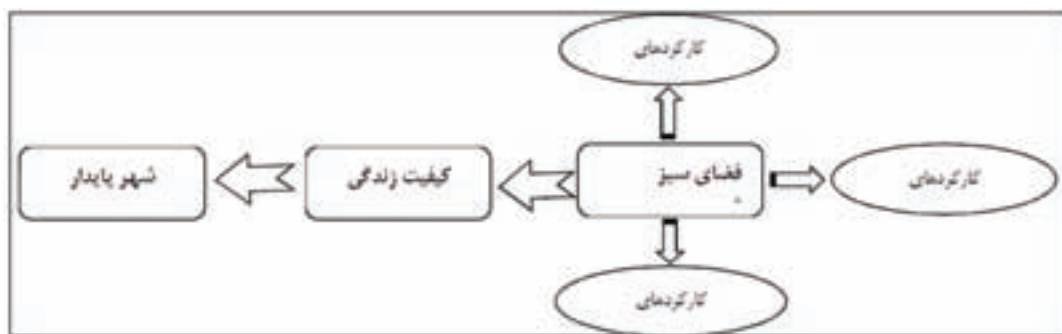 کارکردهای
کارکردهای
فضای سبز
کیفیت زندگی
شهر پایدار
کارکردهای